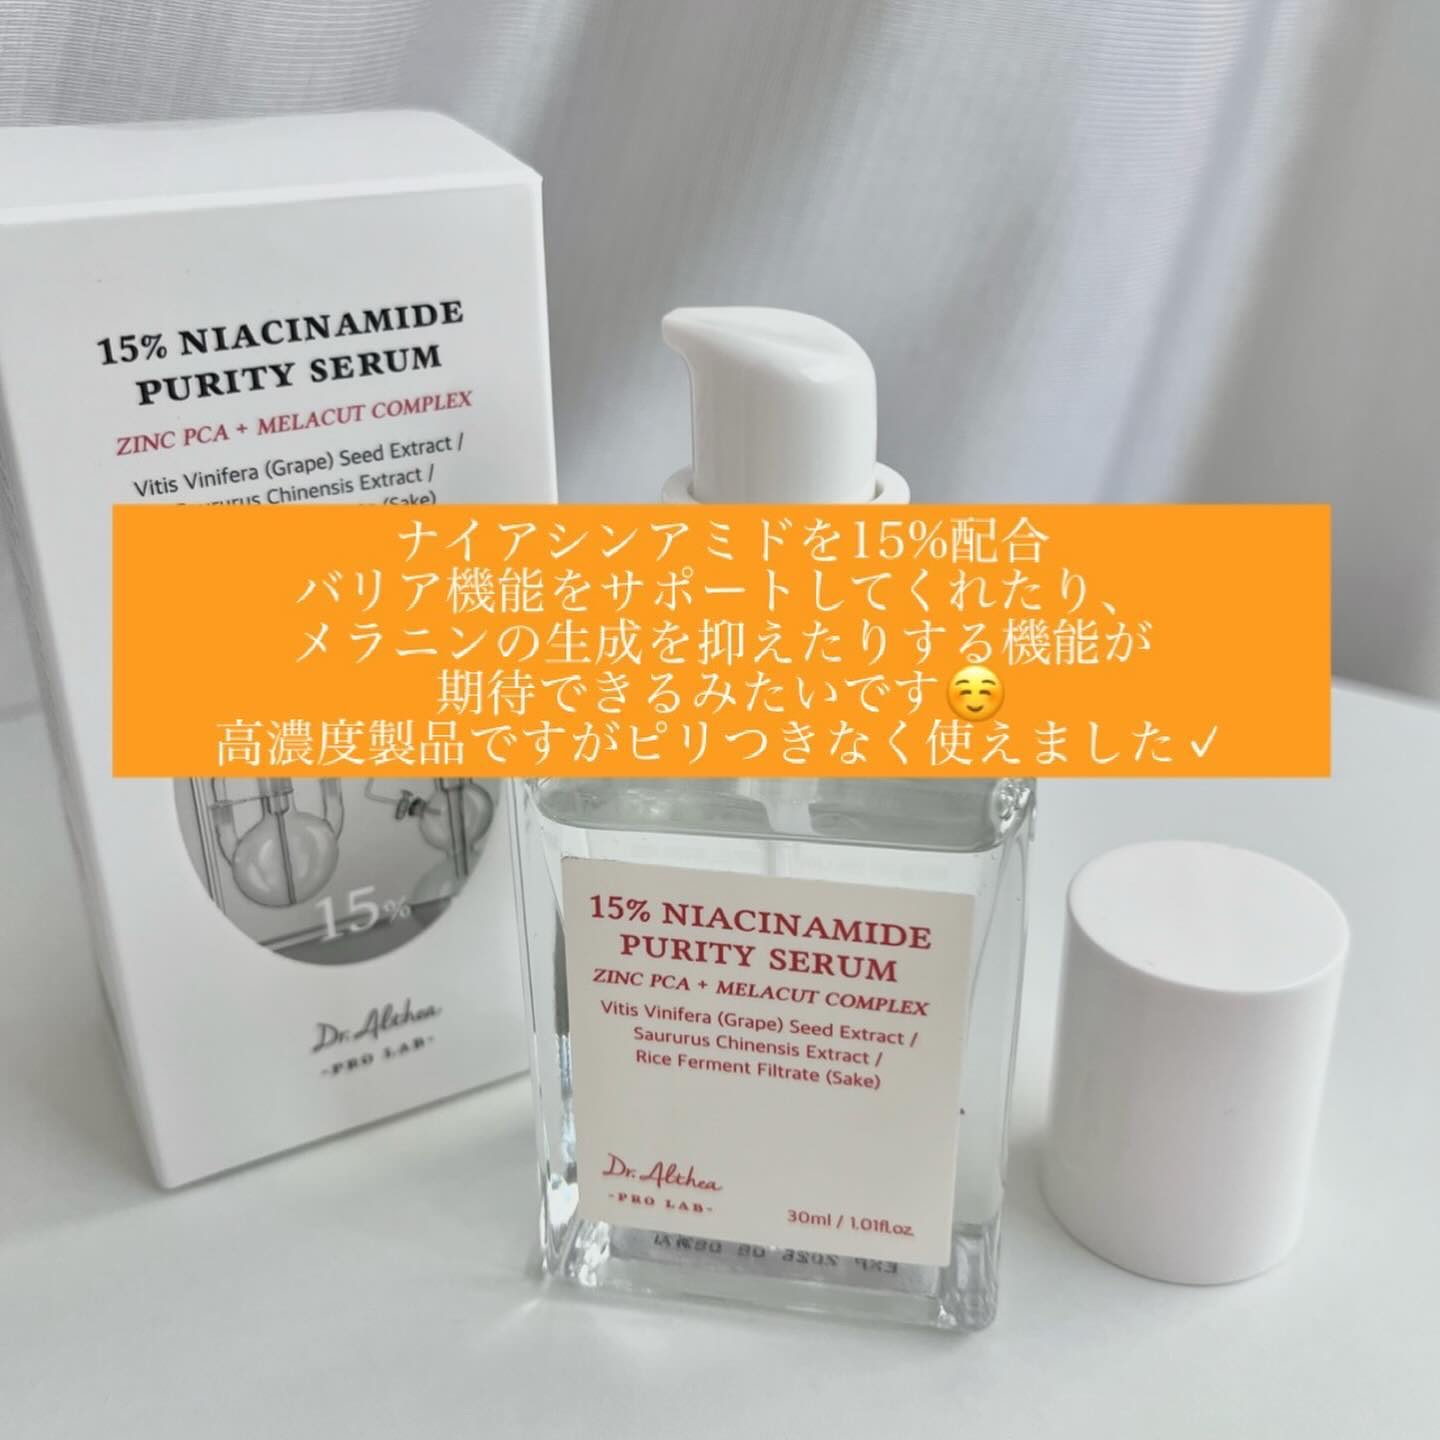 15% NIACINAMIDE
PURITY SERUM
ZINC PCA + MELACUT COMPLEX
Vitis Vinifera (Grape) Seed Extract /
Saururus Chinensis Extract /
(Sake)
ナイアシンアミドを15%配合
バリア機能をサポートしてくれたり、
メラニンの生成を抑えたりする機能が
期待できるみたいです☺️
高濃度製品ですがピリつきなく使えました✓
15%
Dr. Althea
-PRO LAB-
15% NIACINAMIDE
PURITY SERUM
ZINC PCA + MELACUT COMPLEX
Vitis Vinifera (Grape) Seed Extract /
Saururus Chinensis Extract /
Rice Ferment Filtrate (Sake)
Dr. Althea
-PRO LAB-
30ml / 1.01fl.oz